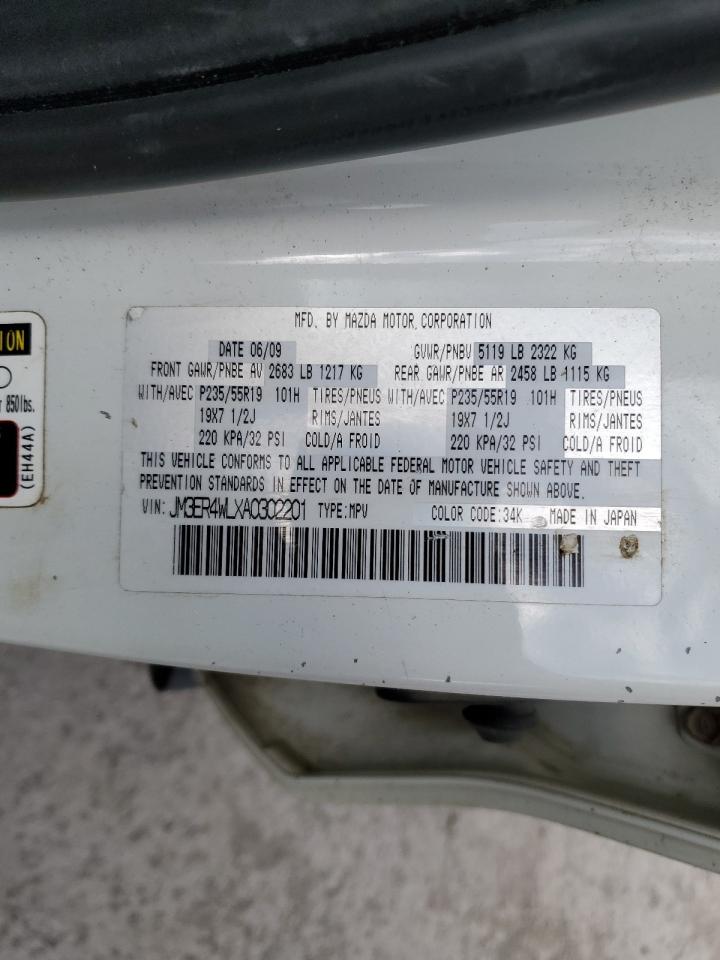 MFD. BY MAZDA MOTOR CORPORATION
DATE 06/09 GVWR/PNBV 5119 LB 2322 KG
FRONT GAWR/PNBE AV 2683 LB 1217 KG REAR GAWR/PNBE AR 2458 LB 1115 KG
WITH/AVEC P235/55R19 101H TIRES/PNEUS WITH/AVEC P235/55R19 101H TIRES/PNEUS
19X7 1/2J RIMS/JANTES 19X7 1/2J RIMS/JANTES
220 KPA/32 PSI COLD/A FROID 220 KPA/32 PSI COLD/A FROID
THIS VEHICLE CONFORMS TO ALL APPLICABLE FEDERAL MOTOR VEHICLE SAFETY AND THEFT
PREVENTION STANDARDS IN EFFECT ON THE DATE OF MANUFACTURE SHOWN ABOVE.
VIN: JM3ER4WLXA0302201 TYPE:MPV COLOR CODE:34K MADE IN JAPAN
850lbs.
(EH44A)